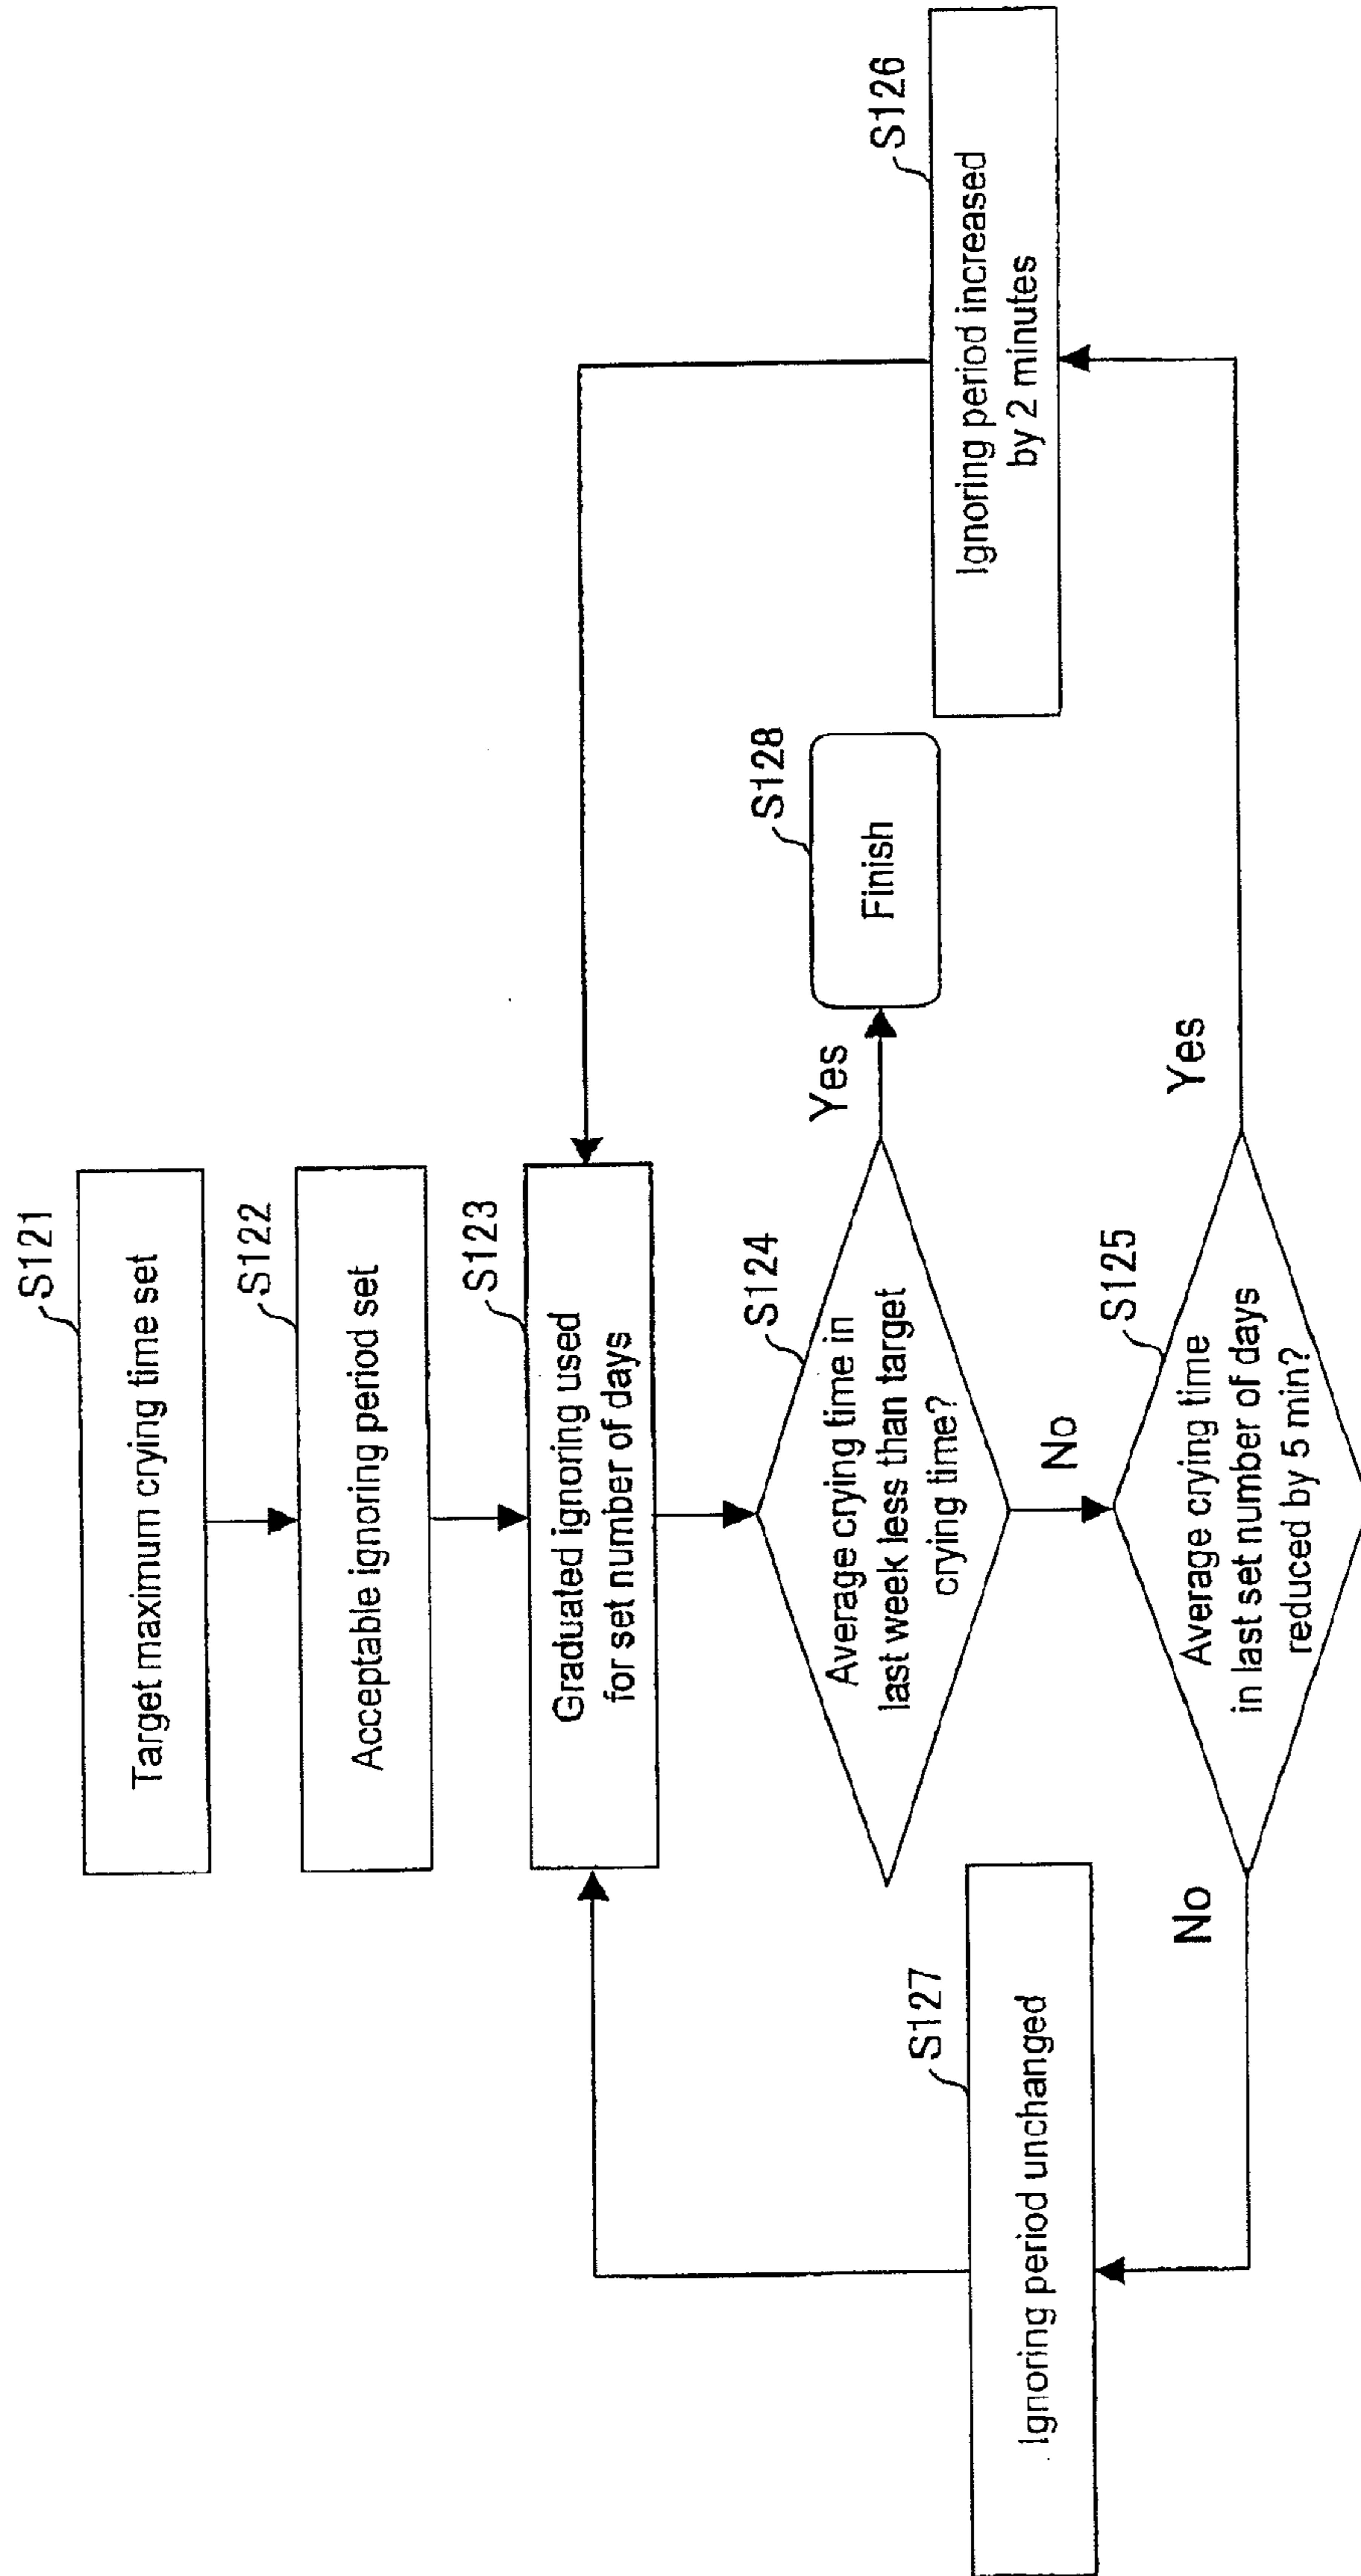 S121
Target maximum crying time set
S122
Acceptable ignoring period set
S123
Graduated ignoring used
for set number of days
S124
Average crying time in
last week less than target
crying time?
Yes
S128
Finish
No
S125
Average crying time
in last set number of days
reduced by 5 min?
Yes
S126
Ignoring period increased
by 2 minutes
No
S127
Ignoring period unchanged